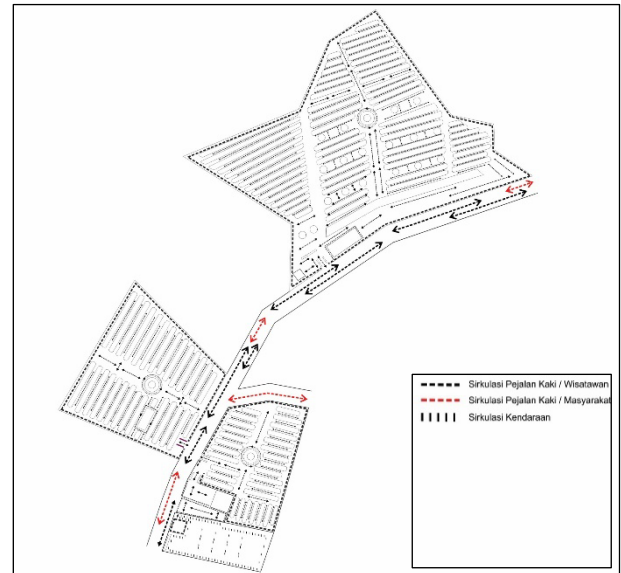 Sirkulasi Pejalan Kaki / Wisatawan
Sirkulasi Pejalan Kaki / Masyarakat
Sirkulasi Kendaraan